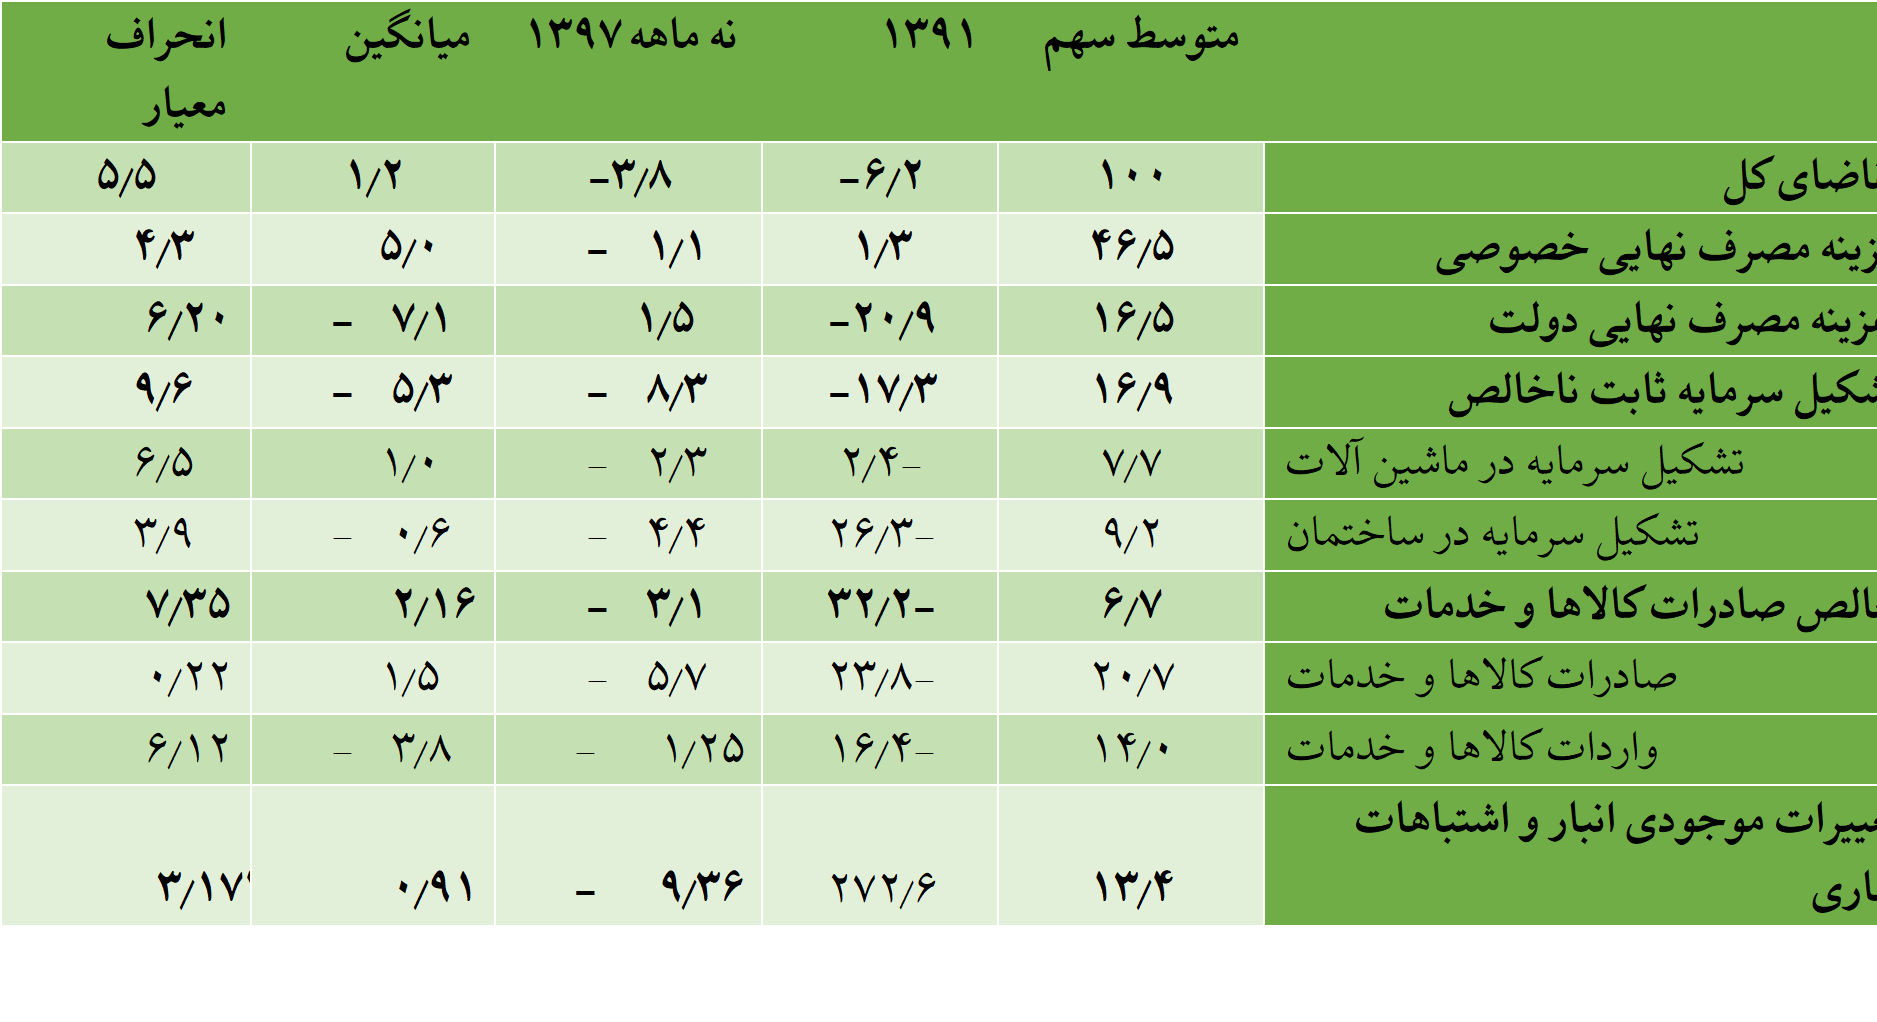 متوسط سهم ۱۳۹۱ نه ماهه ۱۳۹۷ میانگین انحراف
معیار
اضای کل ۱۰۰ -۶/۲ -۳/۸ ۱/۲ ۵/۵
زینه مصرف نهایی خصوصی ۴۶/۵ ۱/۳ - ۱/۱ ۵/۰ ۴/۳
زینه مصرف نهایی دولت ۱۶/۵ -۲۰/۹ ۱/۵ - ۷/۱ ۶/۲۰
شکیل سرمایه ثابت ناخالص ۱۶/۹ -۱۷/۳ - ۸/۳ - ۵/۳ ۹/۶
تشکیل سرمایه در ماشین آلات ۷/۷ ۲/۴- - ۲/۳ ۱/۰ ۶/۵
تشکیل سرمایه در ساختمان ۹/۲ ۲۶/۳- - ۴/۴ - ۰/۶ ۳/۹
الص صادرات کالاها و خدمات ۶/۷ ۳۲/۲- - ۳/۱ ۲/۱۶ ۷/۳۵
صادرات کالاها و خدمات ۲۰/۷ ۲۳/۸- - ۵/۷ ۱/۵ ۰/۲۲
واردات کالاها و خدمات ۱۴/۰ ۱۶/۴- - ۱/۲۵ - ۳/۸ ۶/۱۲
ییرات موجودی انبار و اشتباهات
اری ۱۳/۴ ۲۷۲/۶ - ۹/۳۶ ۰/۹۱ ۳/۱۷